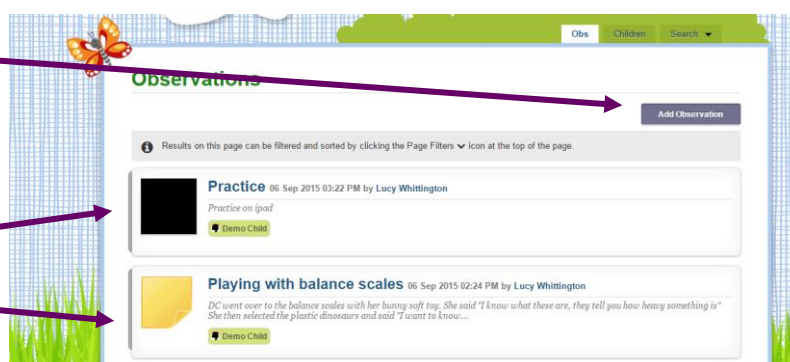 Obs Children Search
Observations
Add Observation
Results on this page can be filtered and sorted by clicking the Page Filters icon at the top of the page.
Practice 06 Sep 2015 03:22 PM by Lucy Whittington
Practice on ipad
Demo Child
Playing with balance scales 06 Sep 2015 02:24 PM by Lucy Whittington
DC went over to the balance scales with her bunny soft toy. She said "I know what these are, they tell you how heavy something is"
She then selected the plastic dinosaurs and said "I want to know...
Demo Child